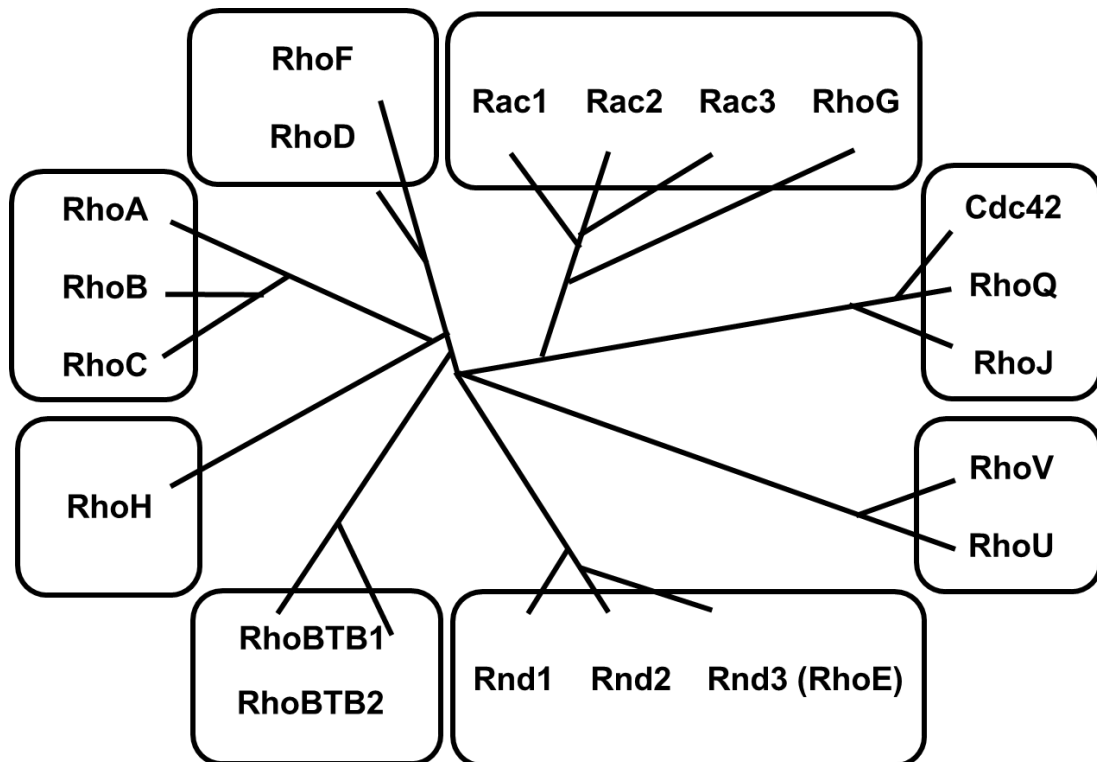 RhoF
RhoD
Rac1 Rac2 Rac3 RhoG
RhoA
RhoB
RhoC
Cdc42
RhoQ
RhoJ
RhoH
RhoV
RhoU
RhoBTB1
RhoBTB2
Rnd1 Rnd2 Rnd3 (RhoE)